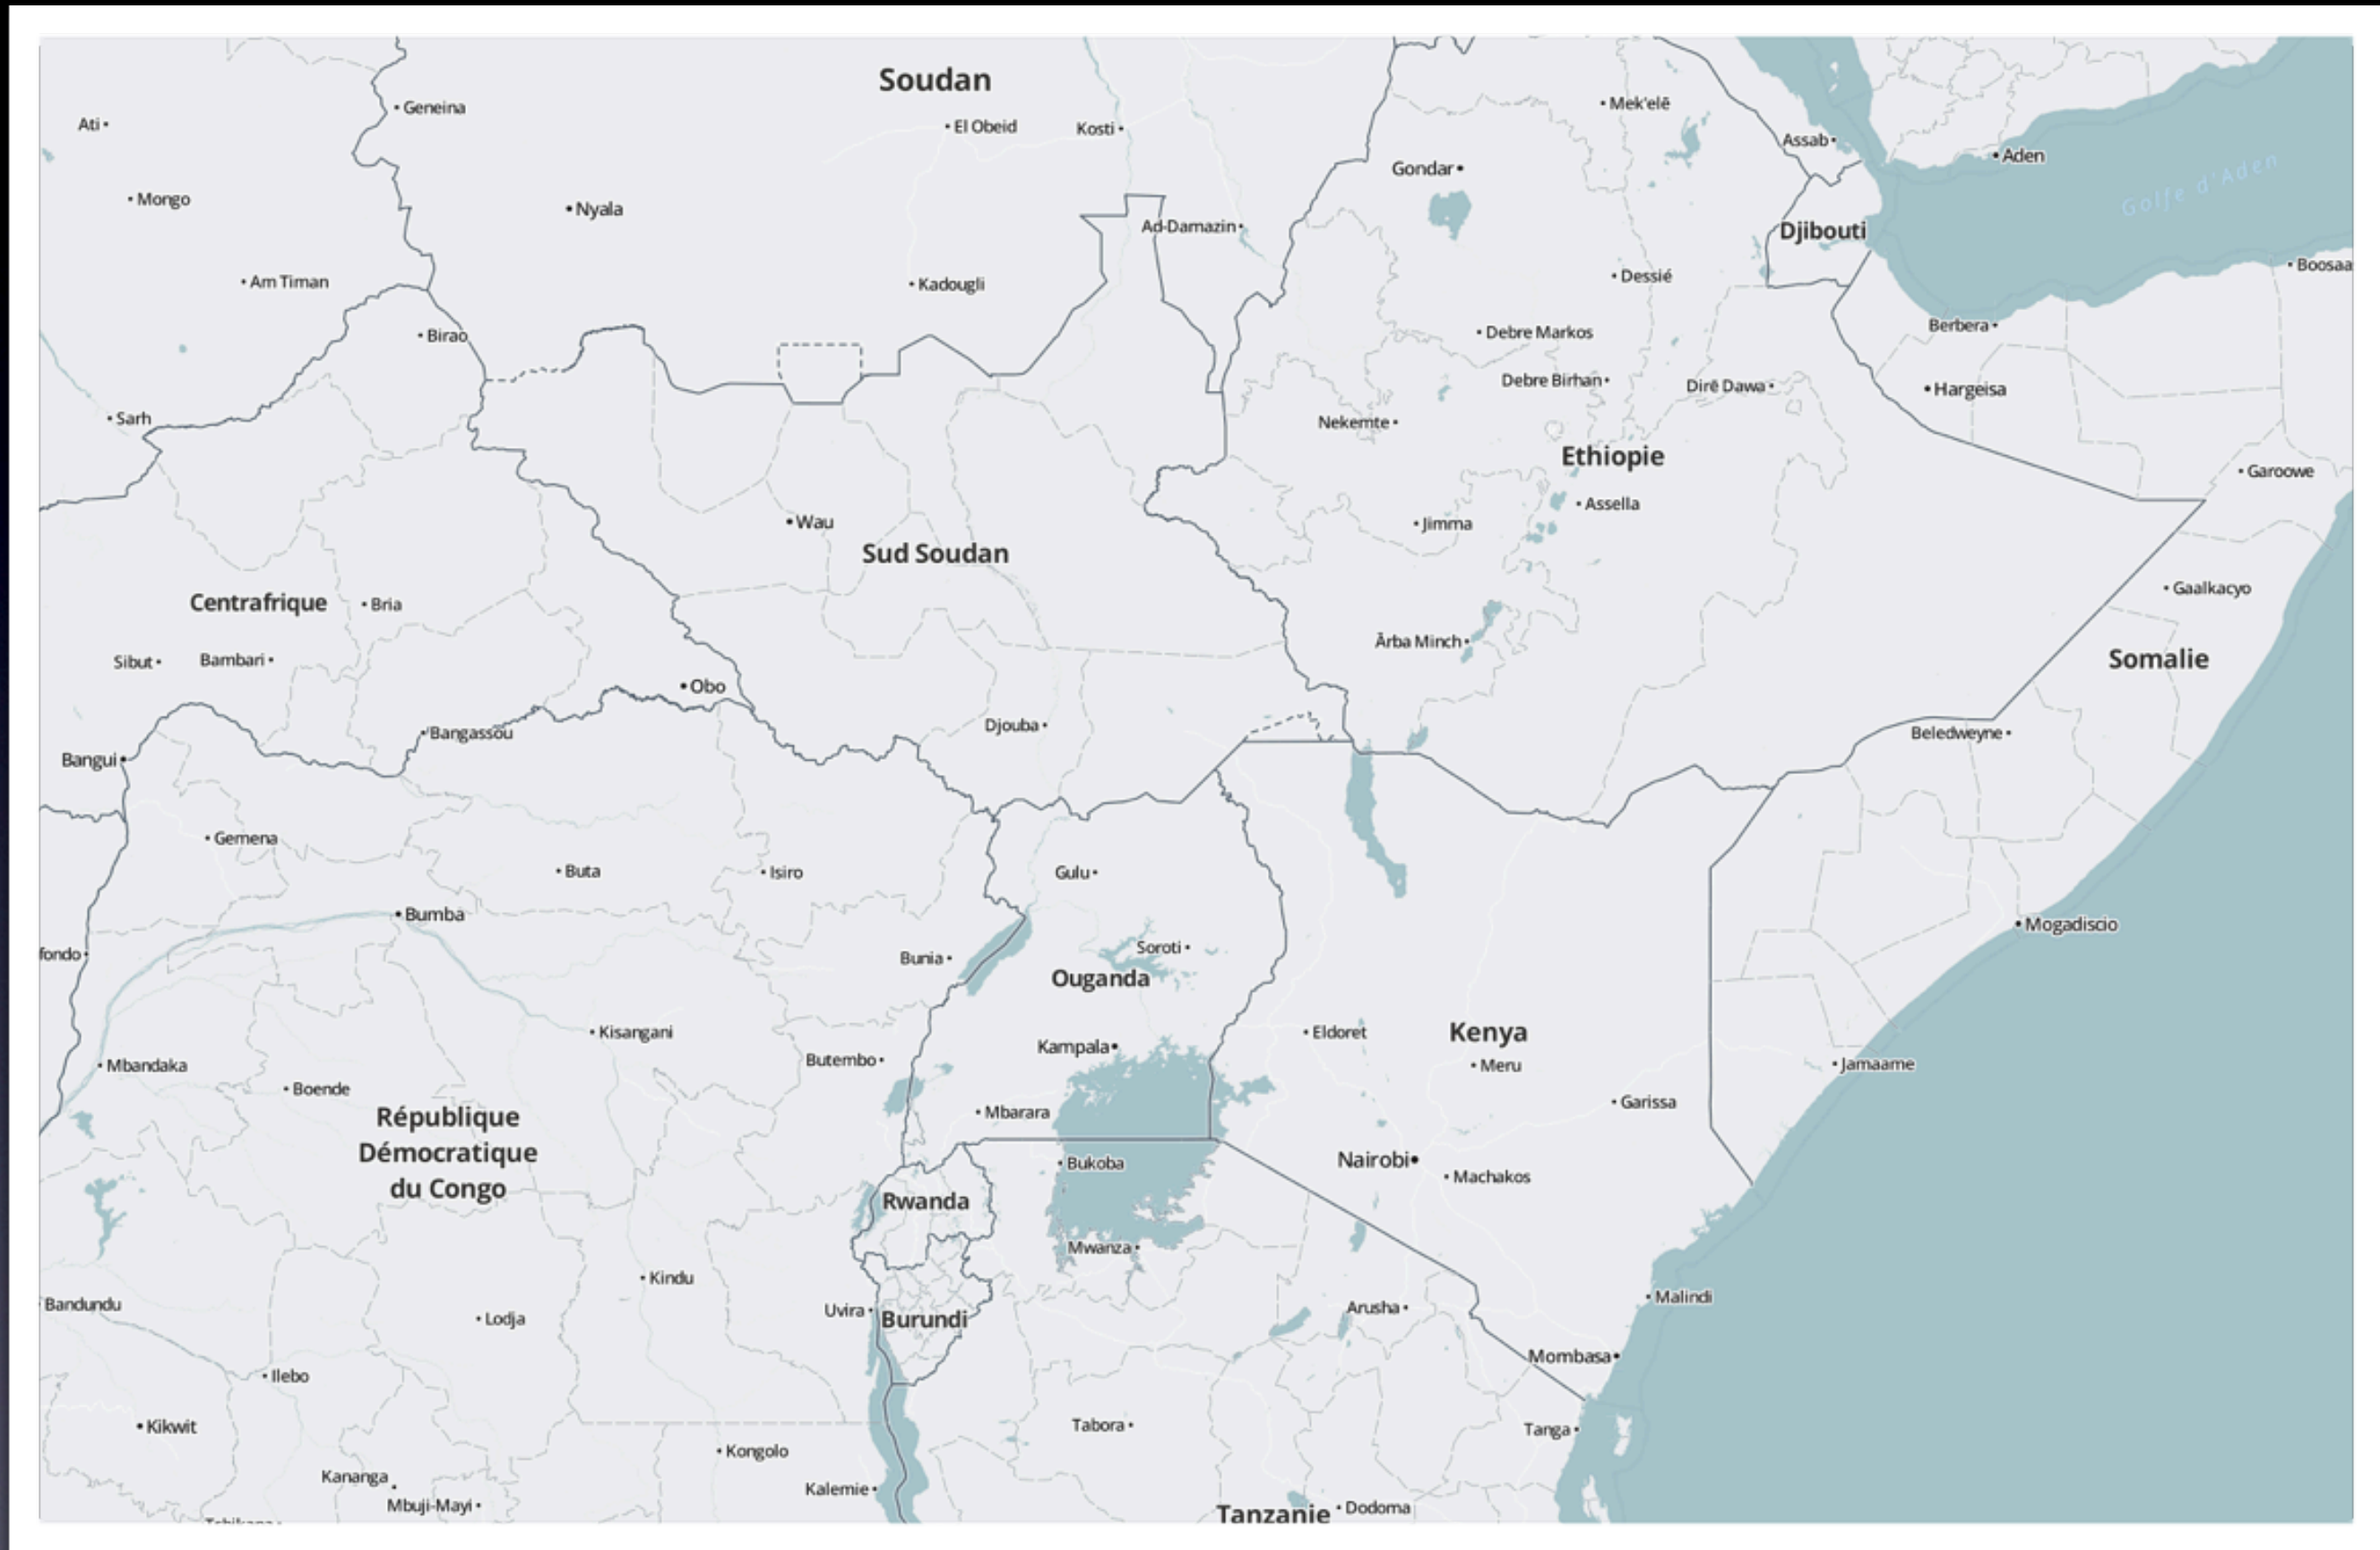 Soudan
Geneina
Ati
El Obeid
Kosti
Mek'elē
Assab
Aden
Gondar
Golfe d'Aden
Mongo
Nyala
Ad-Damazin
Djibouti
Am Timan
Kadougli
Dessié
Boosaa
Birao
Debre Markos
Berbera
Debre Birhan
Dirē Dawa
Hargeisa
Sarh
Nekemte
Ethiopie
Garoowe
Assella
Wau
Jimma
Sud Soudan
Gaalkacyo
Centrafrique
Bria
Ārba Minch
Somalie
Sibut
Bambari
Obo
Djouba
Bangassou
Beledweyne
Bangui
Gemena
Buta
Isiro
Gulu
Bumba
Mogadiscio
fondo
Bunia
Soroti
Ouganda
Kisangani
Eldoret
Kenya
Kampala
Butembo
Mbandaka
Meru
Jamaame
Boende
Garissa
République
Démocratique
du Congo
Mbarara
Nairobi
Bukoba
Machakos
Rwanda
Mwanza
Kindu
Bandundu
Lodja
Uvira
Burundi
Arusha
Malindi
Mombasa
Ilebo
Kikwit
Tabora
Tanga
Kongolo
Kananga
Kalemie
Mbuji-Mayi
Tanzanie
Dodoma